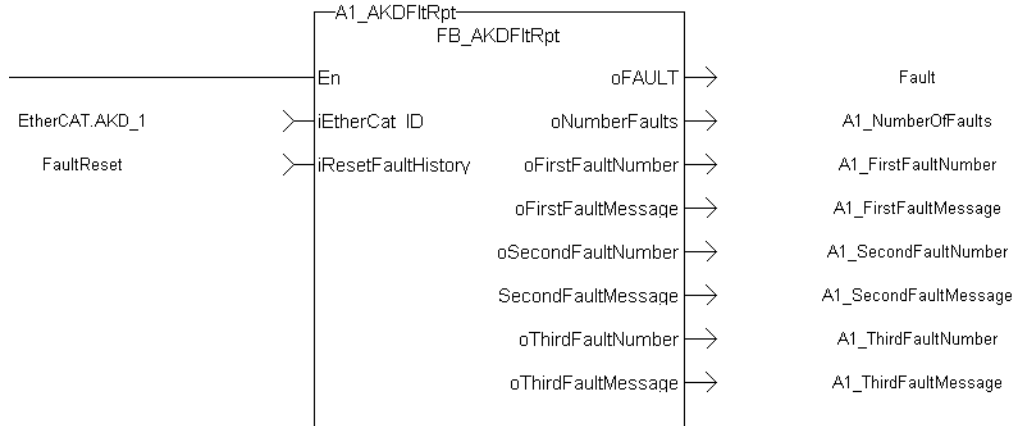 A1_AKDFltRpt
FB_AKDFltRpt
En oFAULT Fault
EtherCAT.AKD_1 iEtherCat_ID oNumberFaults A1_NumberOfFaults
FaultReset iResetFaultHistory oFirstFaultNumber A1_FirstFaultNumber
oFirstFaultMessage A1_FirstFaultMessage
oSecondFaultNumber A1_SecondFaultNumber
SecondFaultMessage A1_SecondFaultMessage
oThirdFaultNumber A1_ThirdFaultNumber
oThirdFaultMessage A1_ThirdFaultMessage